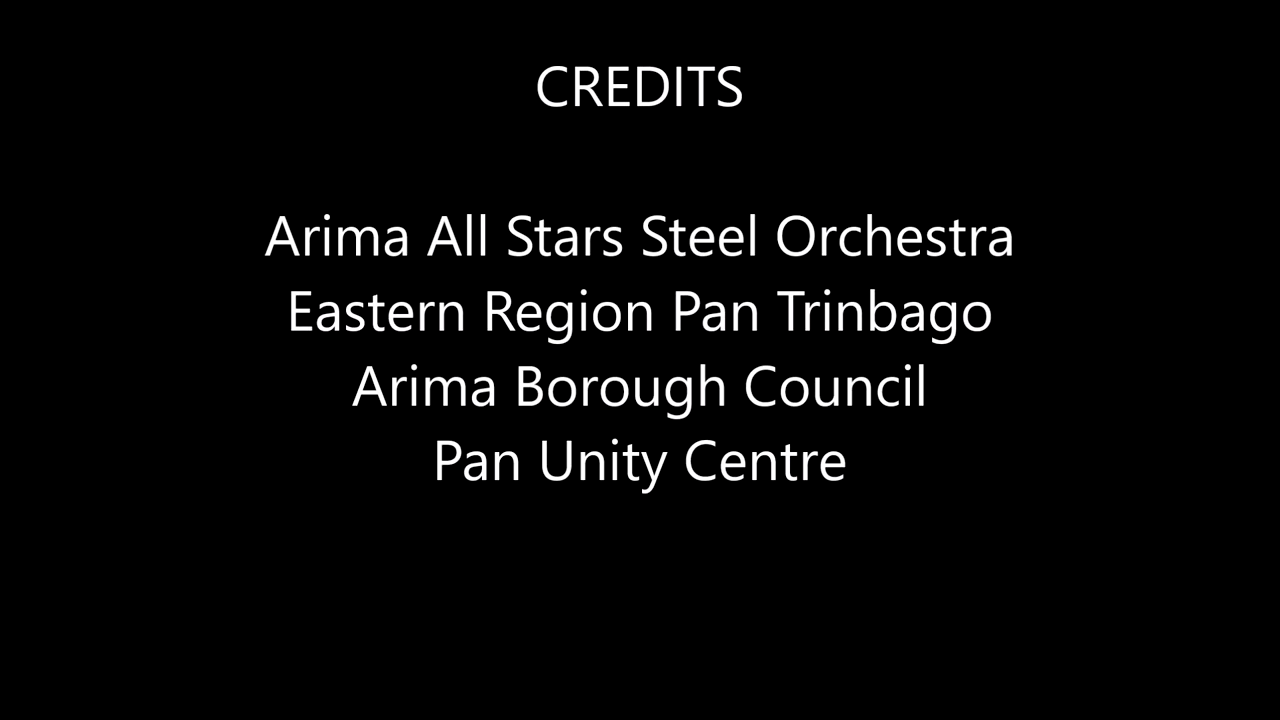 CREDITS
Arima All Stars Steel Orchestra
Eastern Region Pan Trinbago
Arima Borough Council
Pan Unity Centre